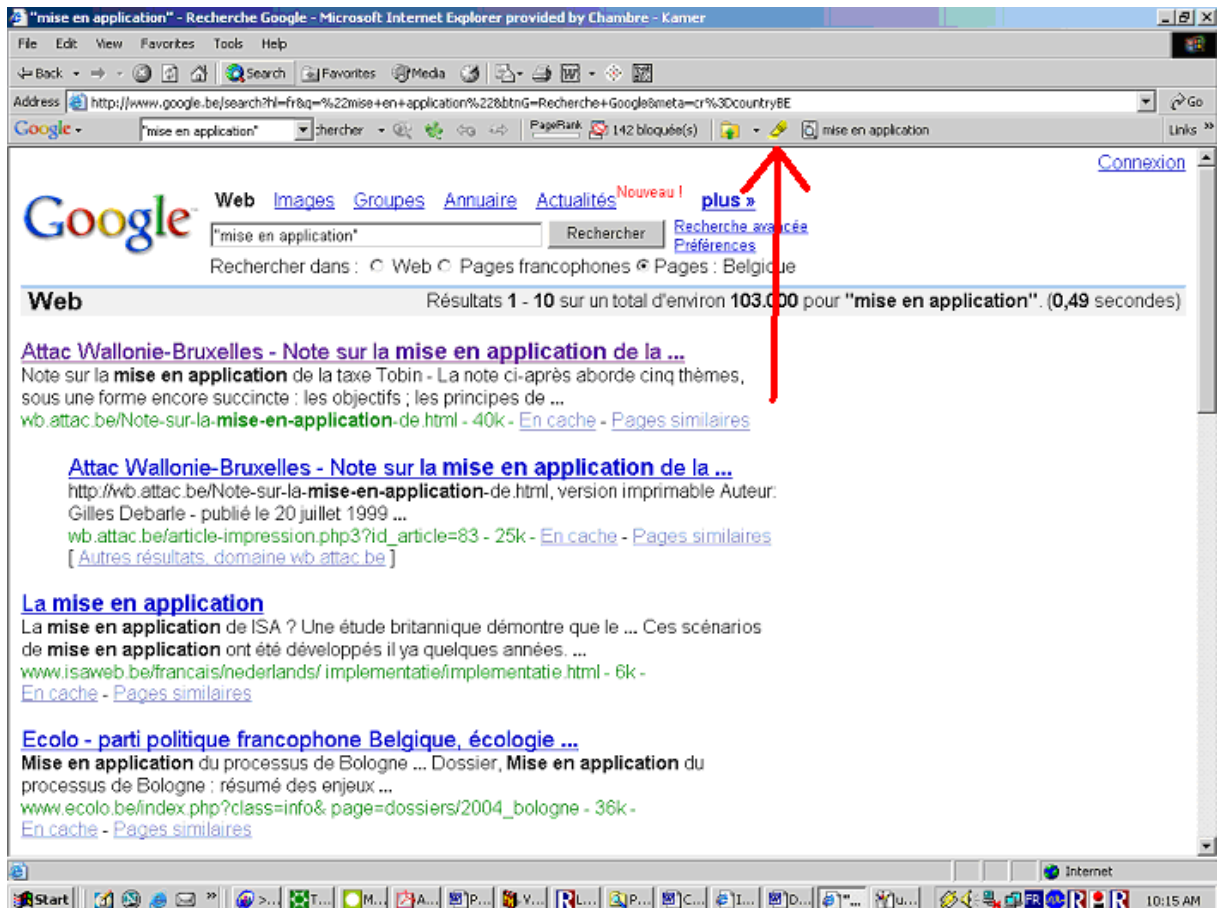 "mise en application" - Recherche Google - Microsoft Internet Explorer provided by Chambre - Kamer
File Edit View Favorites Tools Help
Back Search Favorites Media
Address http://www.google.be/search?hl=fr&q=%22mise+en+application%22&btnG=Recherche+Google&meta=cr%3DcountryBE Go
Google "mise en application" chercher PageRank 142 bloquée(s) mise en application Links »
Connexion
Google Web Images Groupes Annuaire Actualités Nouveau ! plus »
"mise en application" Rechercher Recherche avancée
Préférences
Rechercher dans : Web Pages francophones Pages : Belgique
Web Résultats 1 - 10 sur un total d'environ 103.000 pour "mise en application". (0,49 secondes)
Attac Wallonie-Bruxelles - Note sur la mise en application de la ...
Note sur la mise en application de la taxe Tobin - La note ci-après aborde cinq thèmes,
sous une forme encore succincte : les objectifs ; les principes de ...
wb.attac.be/Note-sur-la-mise-en-application-de.html - 40k - En cache - Pages similaires
Attac Wallonie-Bruxelles - Note sur la mise en application de la ...
http://wb.attac.be/Note-sur-la-mise-en-application-de.html, version imprimable Auteur:
Gilles Debarle - publié le 20 juillet 1999 ...
wb.attac.be/article-impression.php3?id_article=83 - 25k - En cache - Pages similaires
[ Autres résultats, domaine wb.attac.be ]
La mise en application
La mise en application de ISA ? Une étude britannique démontre que le ... Ces scénarios
de mise en application ont été développés il ya quelques années. ...
www.isaweb.be/francais/nederlands/ implementatie/implementatie.html - 6k -
En cache - Pages similaires
Ecolo - parti politique francophone Belgique, écologie ...
Mise en application du processus de Bologne ... Dossier, Mise en application du
processus de Bologne : résumé des enjeux ...
www.ecolo.be/index.php?class=info& page=dossiers/2004_bologne - 36k -
En cache - Pages similaires
Internet
Start » >... T... M... A... P... V... L... P... C... I... D... "... u... FR 10:15 AM